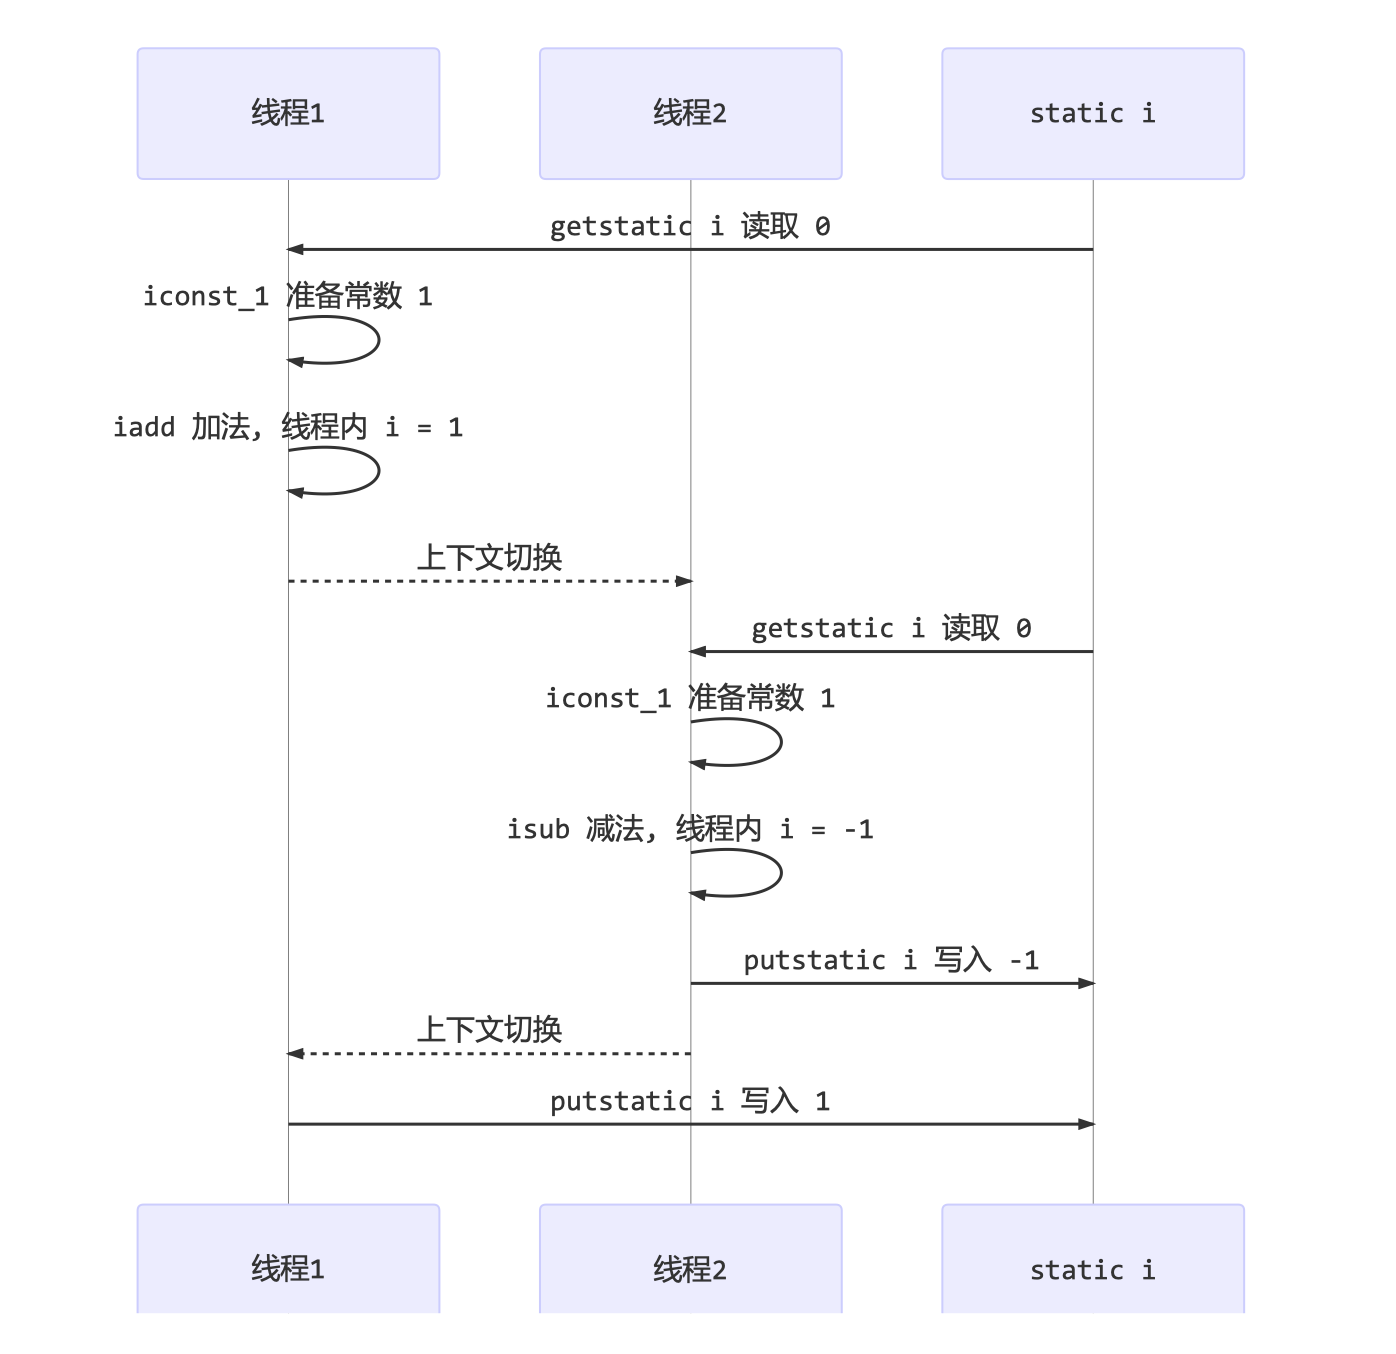 线程1
线程2
static i
getstatic i 读取 0
iconst_1 准备常数 1
iadd 加法, 线程内 i = 1
上下文切换
getstatic i 读取 0
iconst_1 准备常数 1
isub 减法, 线程内 i = -1
putstatic i 写入 -1
上下文切换
putstatic i 写入 1
线程1
线程2
static i